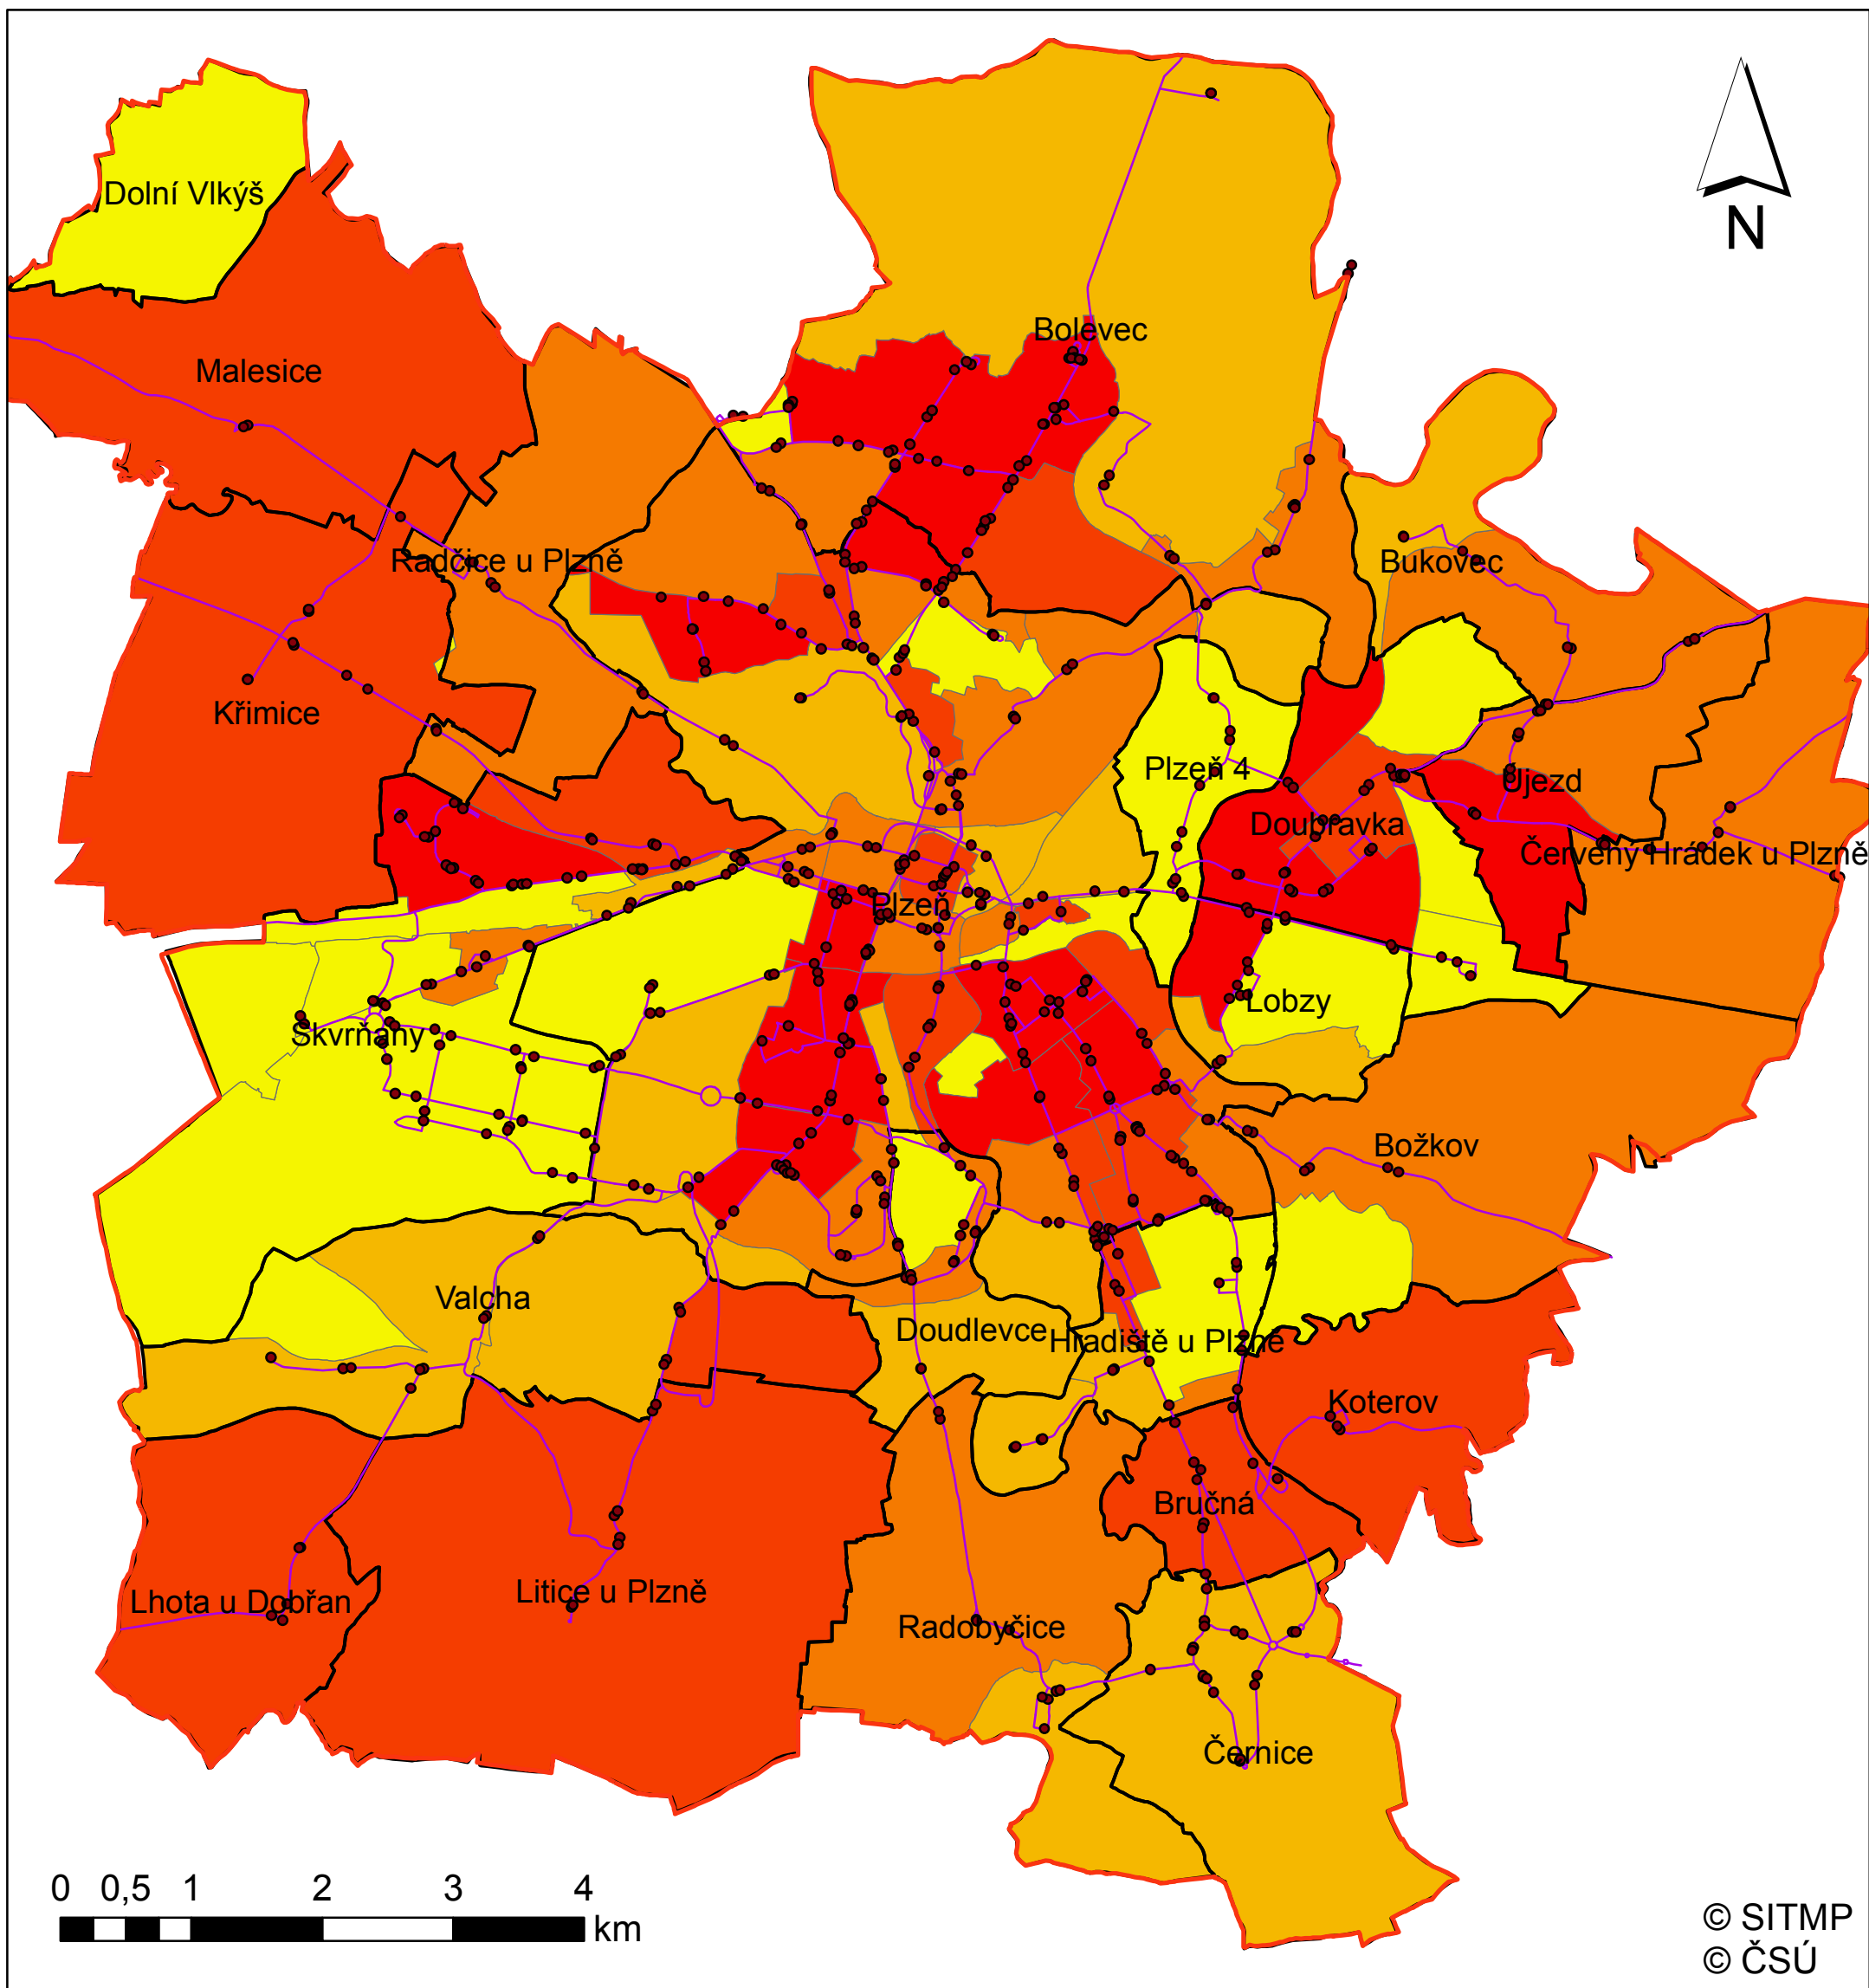 Dolní Vlkýš
N
Bolevec
Malesice
Radčice u Plzně
Bukovec
Křimice
Plzeň 4
Újezd
Doubravka
Červený Hrádek u Plzně
Plzeň
Lobzy
Skvrňany
Božkov
Valcha
Doudlevce
Hradiště u Plzně
Koterov
Bručná
Litice u Plzně
Lhota u Dobřan
Radobyčice
Černice
0 0,5 1 2 3 4
km
© SITMP
© ČSÚ